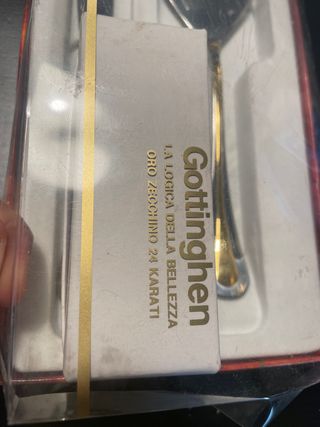 Gottinghen
LA LOGICA DELLA BELLEZZA
ORO ZECCHINO 24 KARATI